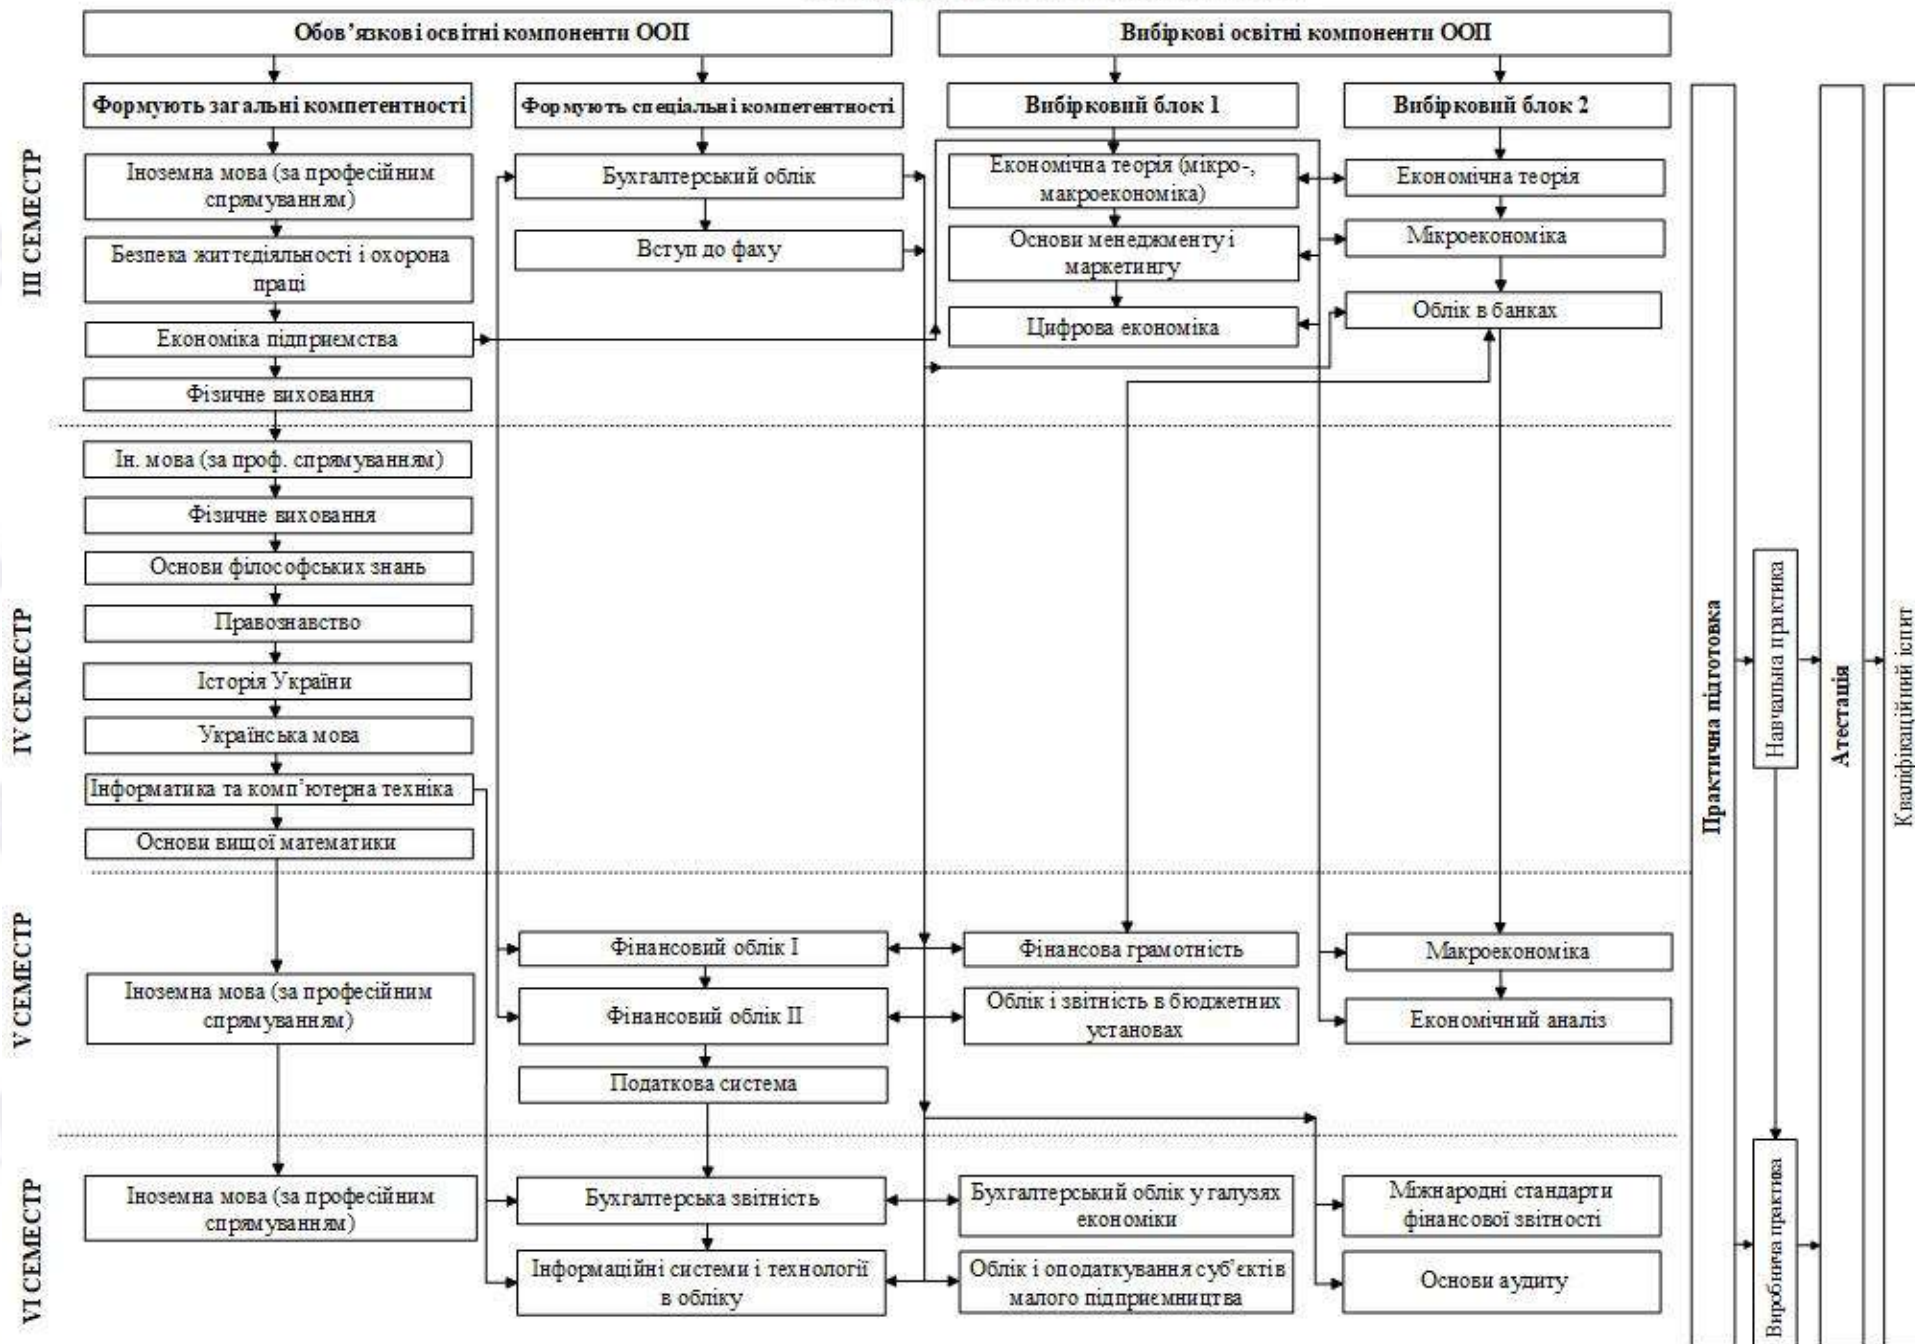 Обов’язкові освітні компоненти ООП
Вибіркові освітні компоненти ООП
Формують загальні компетентності
Формують спеціальні компетентності
Вибірковий блок 1
Вибірковий блок 2
ІІІ СЕМЕСТР
Іноземна мова (за професійним
спрямуванням)
Безпека життєдіяльності і охорона
праці
Економіка підприємства
Фізичне виховання
Бухгалтерський облік
Вступ до фаху
Економічна теорія (мікро-,
макроекономіка)
Основи менеджменту і
маркетингу
Цифрова економіка
Економічна теорія
Мікроекономіка
Облік в банках
IV СЕМЕСТР
Ін. мова (за проф. спрямуванням)
Фізичне виховання
Основи філософських знань
Правознавство
Історія України
Українська мова
Інформатика та комп’ютерна техніка
Основи вищої математики
V СЕМЕСТР
Іноземна мова (за професійним
спрямуванням)
Фінансовий облік І
Фінансовий облік ІІ
Податкова система
Фінансова грамотність
Облік і звітність в бюджетних
установах
Макроекономіка
Економічний аналіз
VI СЕМЕСТР
Іноземна мова (за професійним
спрямуванням)
Бухгалтерська звітність
Інформаційні системи і технології
в обліку
Бухгалтерський облік у галузях
економіки
Облік і оподаткування суб’єктів
малого підприємництва
Міжнародні стандарти
фінансової звітності
Основи аудиту
Практична підготовка
Навчальна практика
Виробнича практика
Атестація
Кваліфікаційний іспит